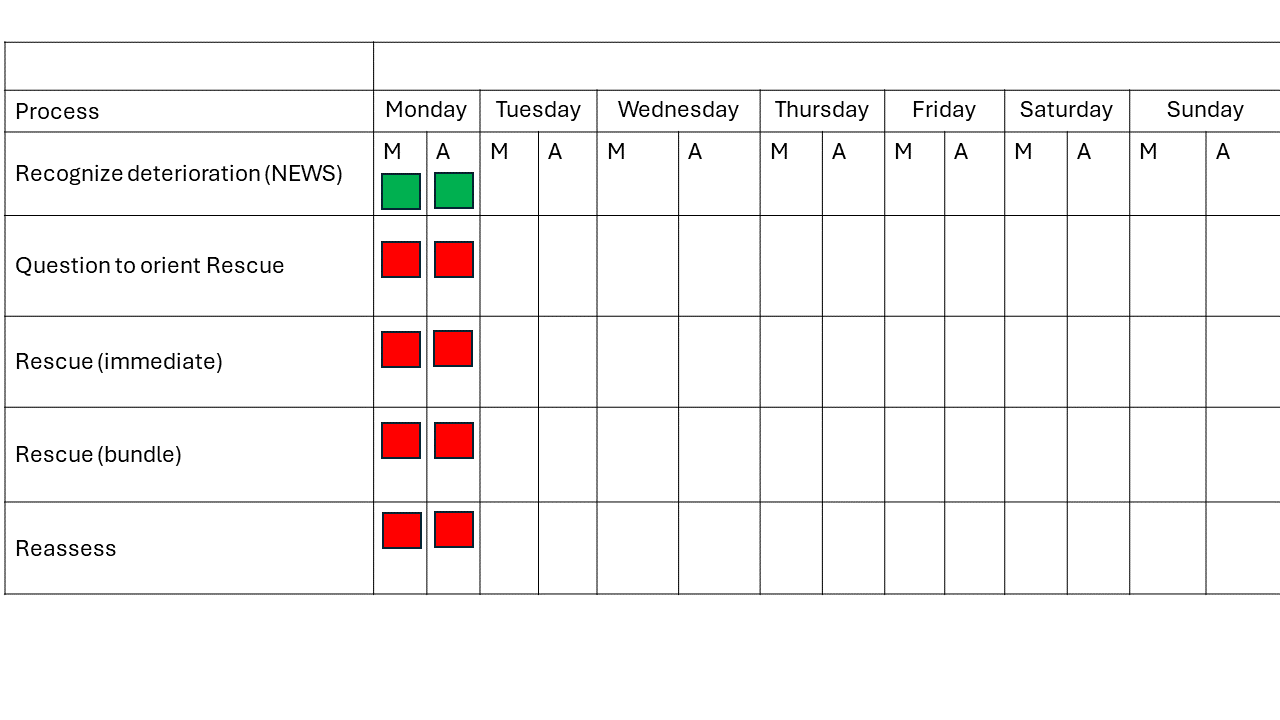 Process Monday Tuesday Wednesday Thursday Friday Saturday Sunday
Recognize deterioration (NEWS) M A M A M A M A M A M A M A
Question to orient Rescue
Rescue (immediate)
Rescue (bundle)
Reassess